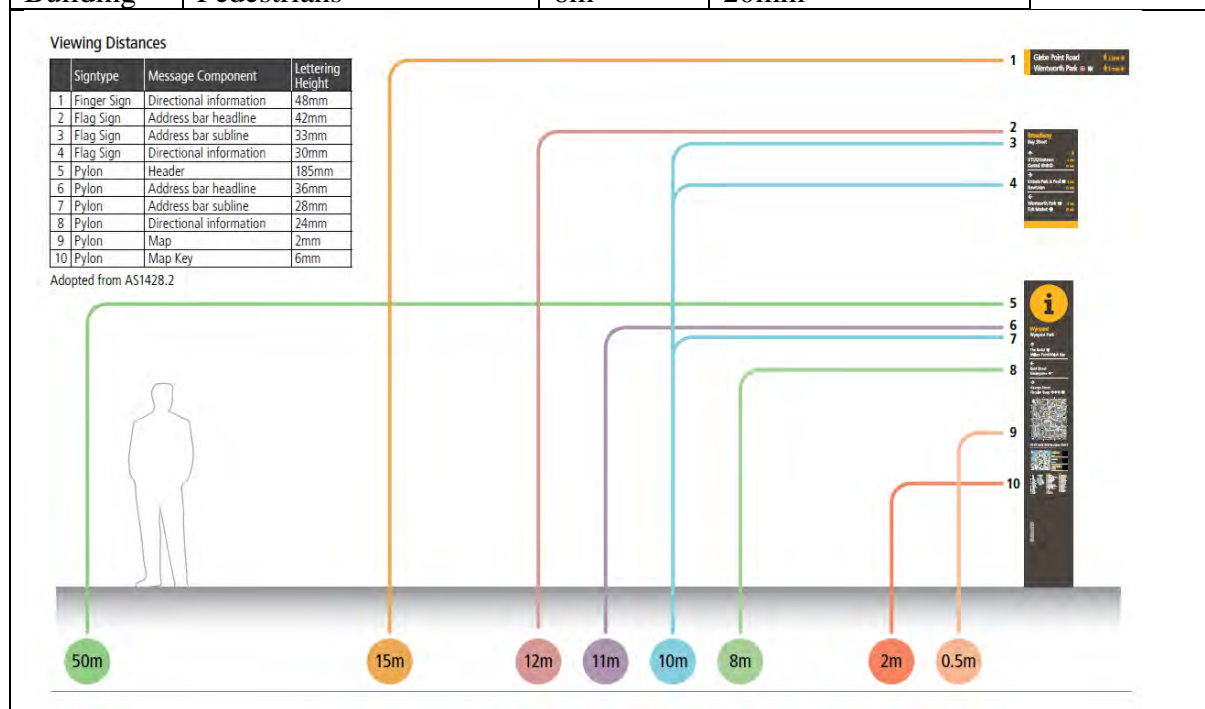 Building Pedestrians 6m 20mm
Viewing Distances
Signtype Message Component Lettering Height
1 Finger Sign Directional information 48mm
2 Flag Sign Address bar headline 42mm
3 Flag Sign Address bar subline 33mm
4 Flag Sign Directional information 30mm
5 Pylon Header 185mm
6 Pylon Address bar headline 36mm
7 Pylon Address bar subline 28mm
8 Pylon Directional information 24mm
9 Pylon Map 2mm
10 Pylon Map Key 6mm
Adopted from AS1428.2
1
Glebe Point Road
Wentworth Park
2
3
4
Broadway
Bay Street
Wentworth Park
5
6
7
8
9
10
i
Wynyard
Wynyard Park
50m 15m 12m 11m 10m 8m 2m 0.5m